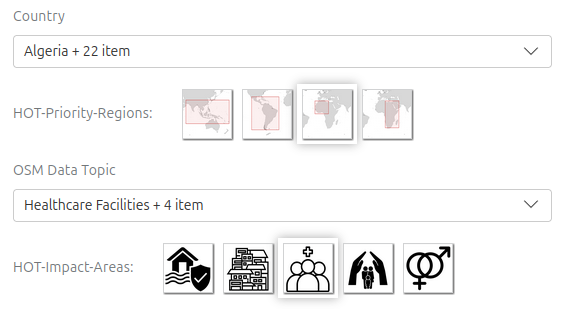 Country
Algeria + 22 item
HOT-Priority-Regions:
OSM Data Topic
Healthcare Facilities + 4 item
HOT-Impact-Areas: